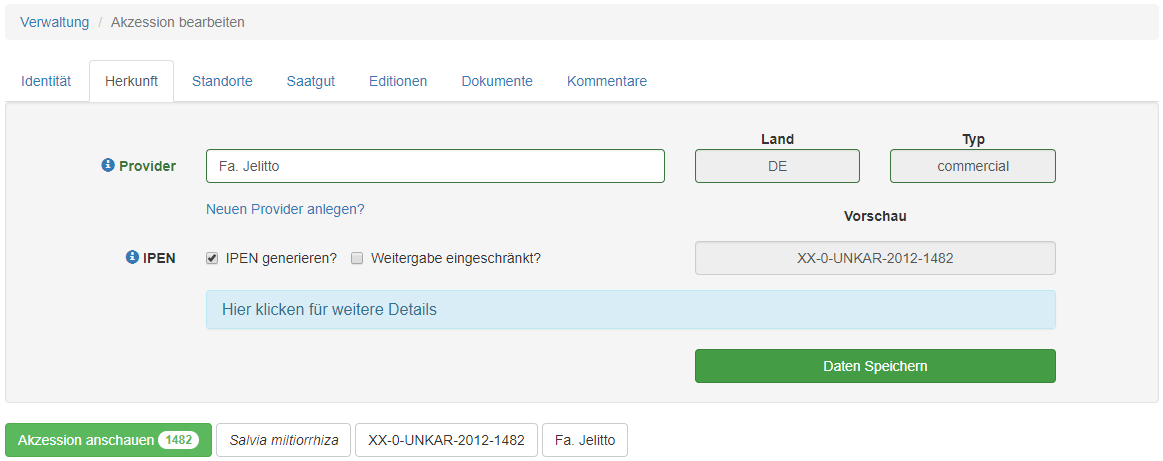 Verwaltung / Akzession bearbeiten
Identität Herkunft Standorte Saatgut Editionen Dokumente Kommentare
Land Typ
Provider Fa. Jelitto DE commercial
Neuen Provider anlegen? Vorschau
IPEN IPEN generieren? Weitergabe eingeschränkt? XX-0-UNKAR-2012-1482
Hier klicken für weitere Details
Daten Speichern
Akzession anschauen 1482 Salvia miltiorrhiza XX-0-UNKAR-2012-1482 Fa. Jelitto